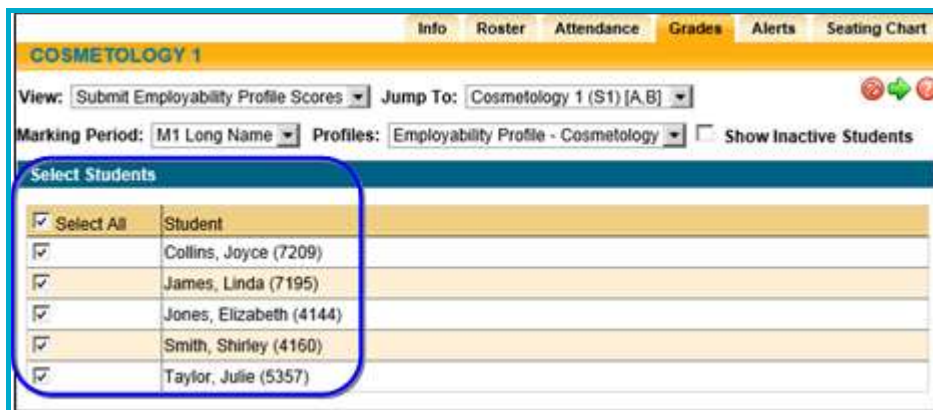 Info Roster Attendance Grades Alerts Seating Chart
COSMETOLOGY 1
View: Submit Employability Profile Scores Jump To: Cosmetology 1 (S1) [A,B]
Marking Period: M1 Long Name Profiles: Employability Profile - Cosmetology Show Inactive Students
Select Students
Select All Student
Collins, Joyce (7209)
James, Linda (7195)
Jones, Elizabeth (4144)
Smith, Shirley (4160)
Taylor, Julie (5357)